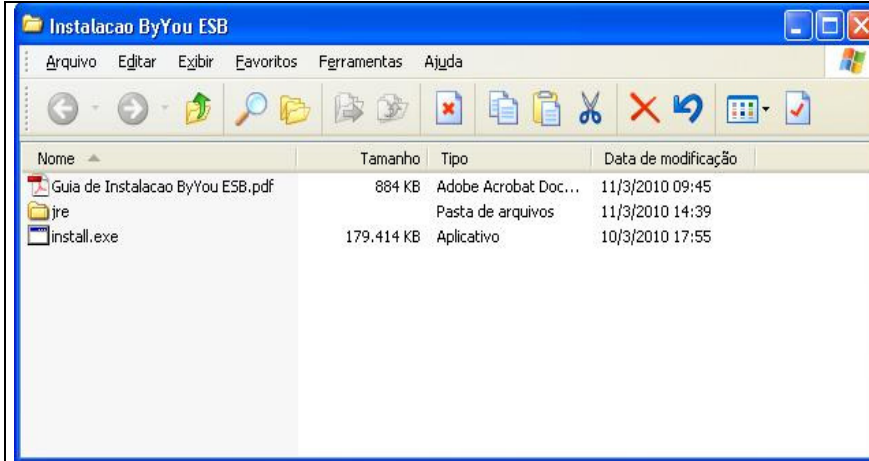 Instalacao ByYou ESB
Arquivo Editar Exibir Favoritos Ferramentas Ajuda
Nome Tamanho Tipo Data de modificação
Guia de Instalacao ByYou ESB.pdf 884 KB Adobe Acrobat Doc... 11/3/2010 09:45
jre Pasta de arquivos 11/3/2010 14:39
install.exe 179.414 KB Aplicativo 10/3/2010 17:55